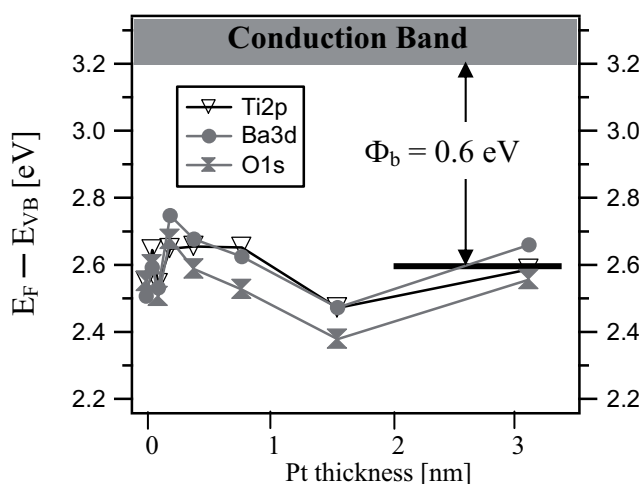 Conduction Band
Ti2p
Ba3d
O1s
Φb = 0.6 eV
E_F — E_VB [eV]
3.2
3.0
2.8
2.6
2.4
2.2
3.2
3.0
2.8
2.6
2.4
2.2
0 1 2 3
Pt thickness [nm]